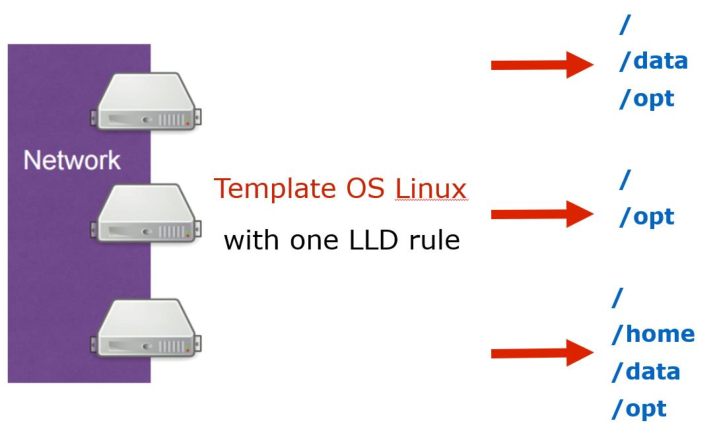 Network
Template OS Linux
with one LLD rule
/
/data
/opt
/
/opt
/
/home
/data
/opt